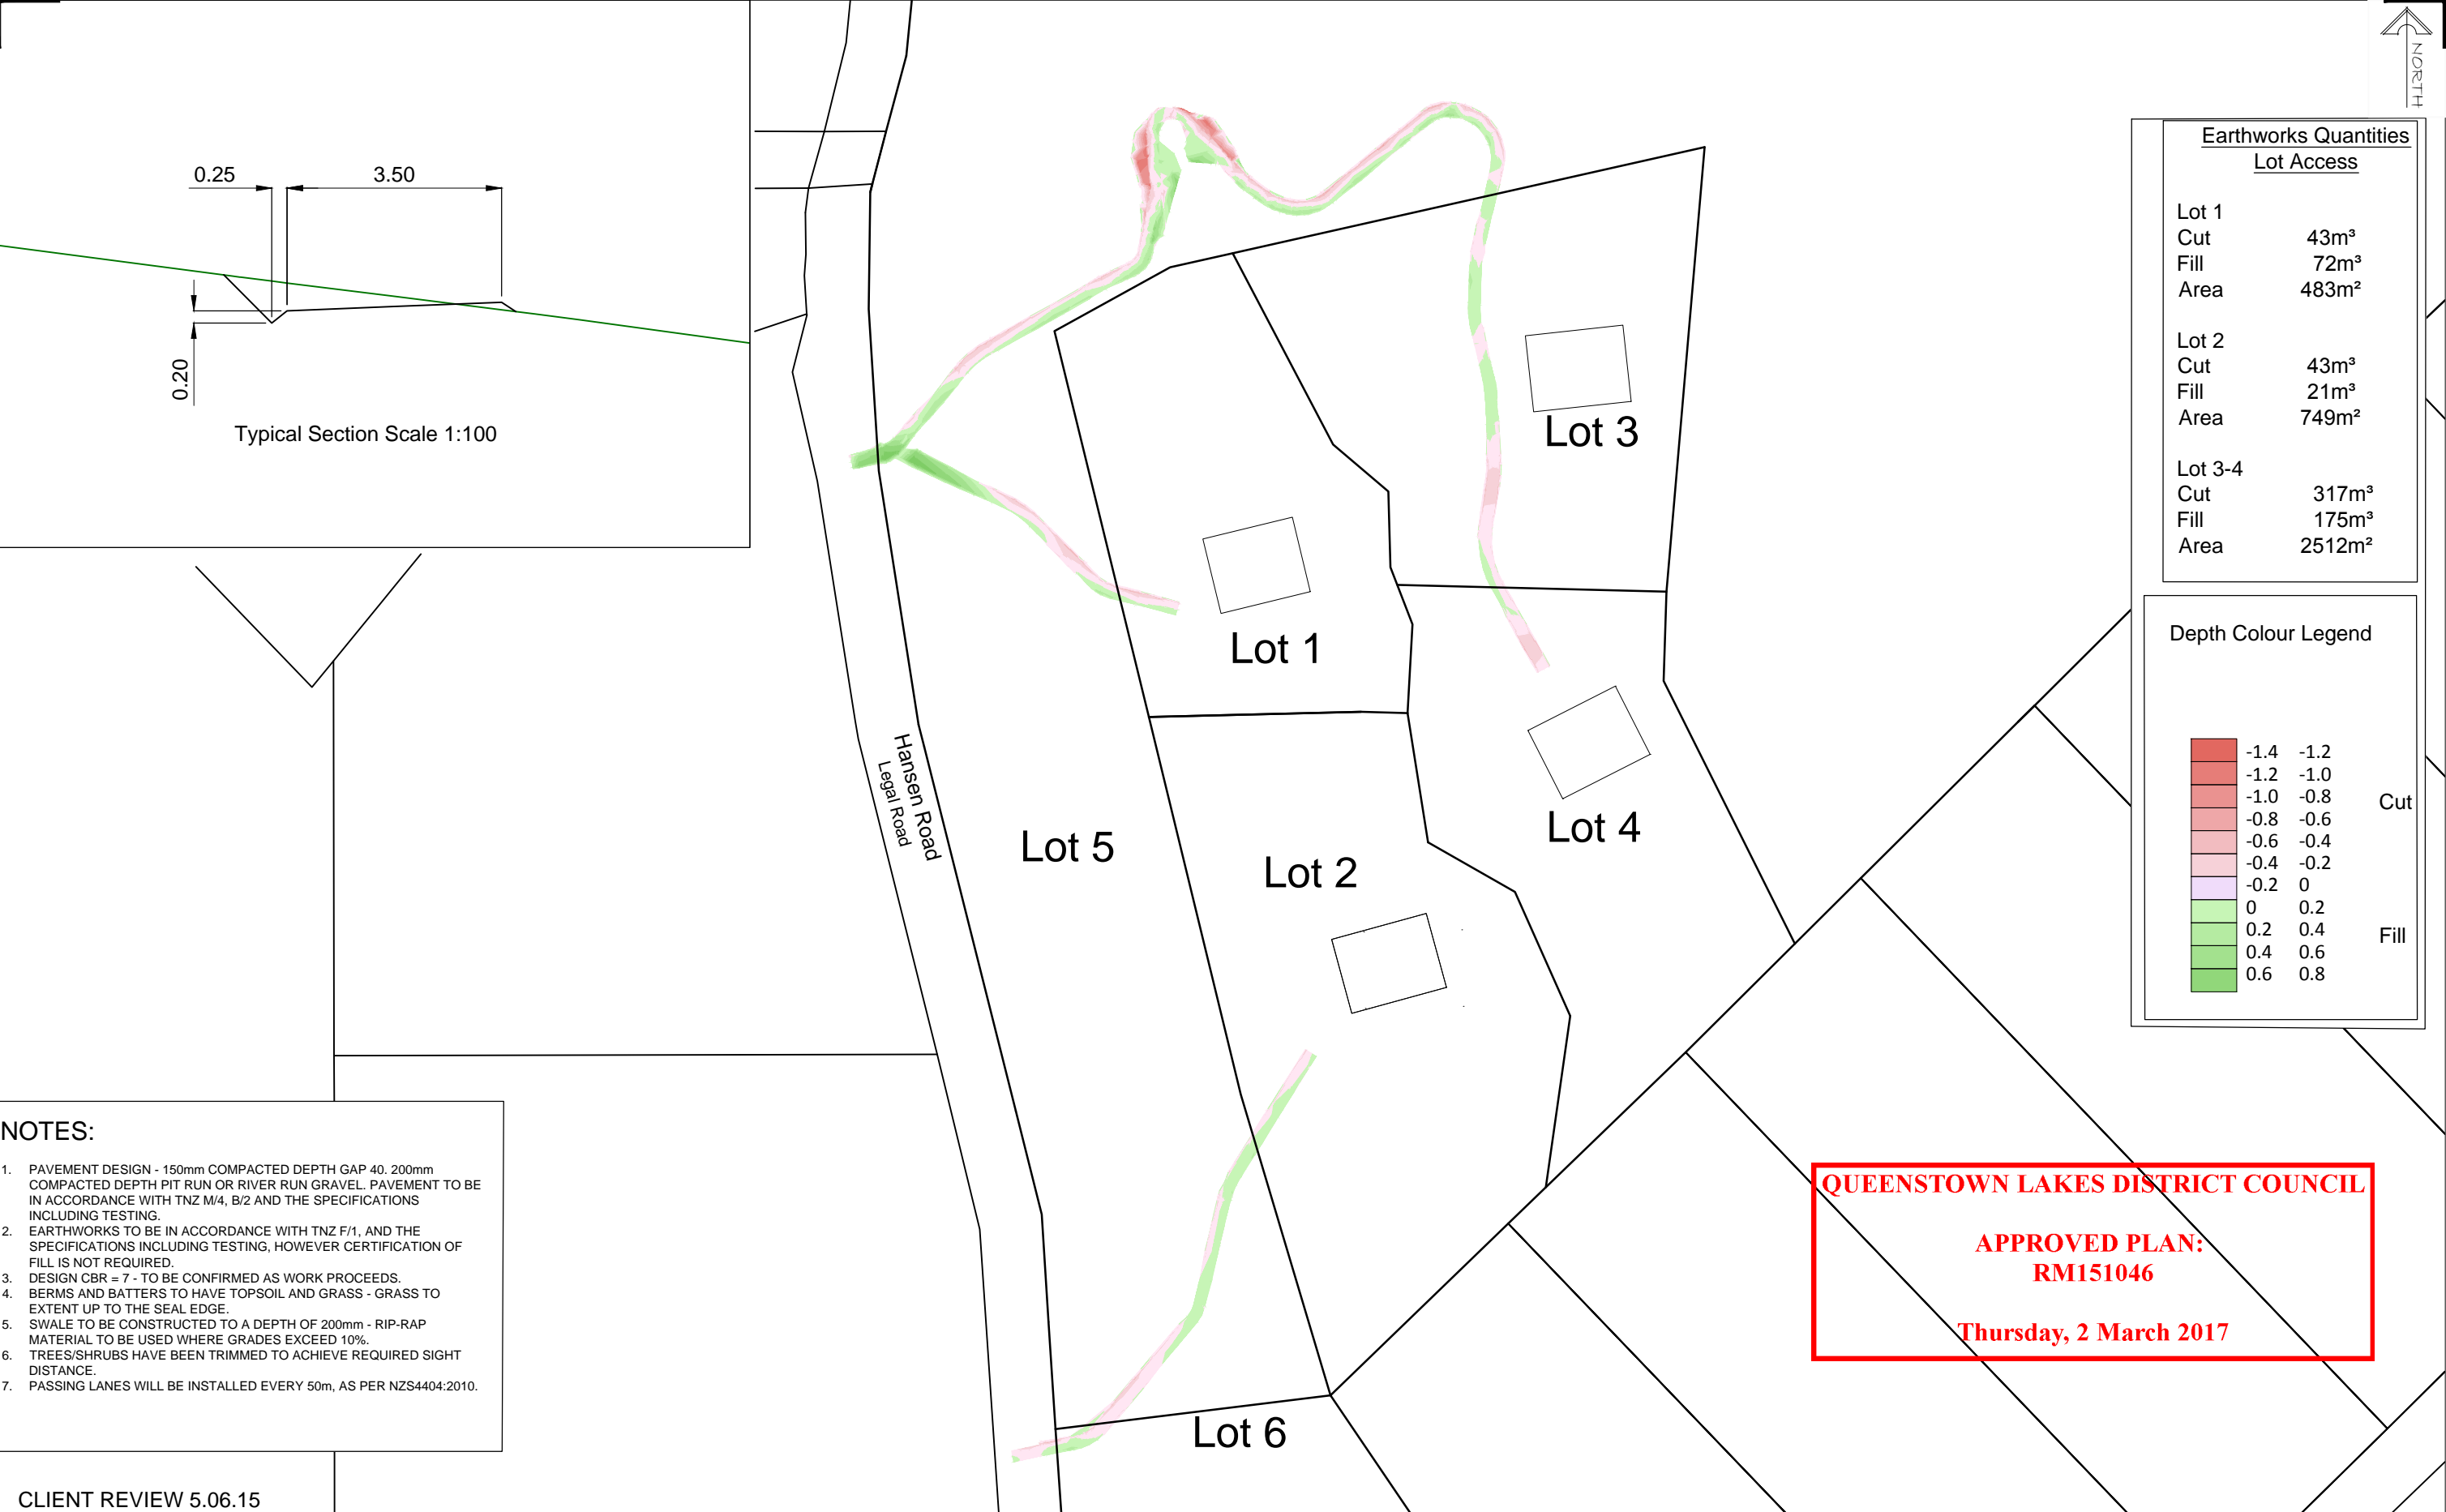 0.25 3.50
0.20
Typical Section Scale 1:100
NORTH
Earthworks Quantities
Lot Access
Lot 1
Cut 43m³
Fill 72m³
Area 483m²
Lot 2
Cut 43m³
Fill 21m³
Area 749m²
Lot 3-4
Cut 317m³
Fill 175m³
Area 2512m²
Depth Colour Legend
-1.4 -1.2
-1.2 -1.0
-1.0 -0.8
Cut
-0.8 -0.6
-0.6 -0.4
-0.4 -0.2
-0.2 0
0 0.2
0.2 0.4
Fill
0.4 0.6
0.6 0.8
Lot 3
Lot 1
Hansen Road
Legal Road
Lot 5
Lot 4
Lot 2
Lot 6
NOTES:
1. PAVEMENT DESIGN - 150mm COMPACTED DEPTH GAP 40. 200mm
COMPACTED DEPTH PIT RUN OR RIVER RUN GRAVEL. PAVEMENT TO BE
IN ACCORDANCE WITH TNZ M/4, B/2 AND THE SPECIFICATIONS
INCLUDING TESTING.
2. EARTHWORKS TO BE IN ACCORDANCE WITH TNZ F/1, AND THE
SPECIFICATIONS INCLUDING TESTING, HOWEVER CERTIFICATION OF
FILL IS NOT REQUIRED.
3. DESIGN CBR = 7 - TO BE CONFIRMED AS WORK PROCEEDS.
4. BERMS AND BATTERS TO HAVE TOPSOIL AND GRASS - GRASS TO
EXTENT UP TO THE SEAL EDGE.
5. SWALE TO BE CONSTRUCTED TO A DEPTH OF 200mm - RIP-RAP
MATERIAL TO BE USED WHERE GRADES EXCEED 10%.
6. TREES/SHRUBS HAVE BEEN TRIMMED TO ACHIEVE REQUIRED SIGHT
DISTANCE.
7. PASSING LANES WILL BE INSTALLED EVERY 50m, AS PER NZS4404:2010.
QUEENSTOWN LAKES DISTRICT COUNCIL
APPROVED PLAN:
RM151046
Thursday, 2 March 2017
CLIENT REVIEW 5.06.15